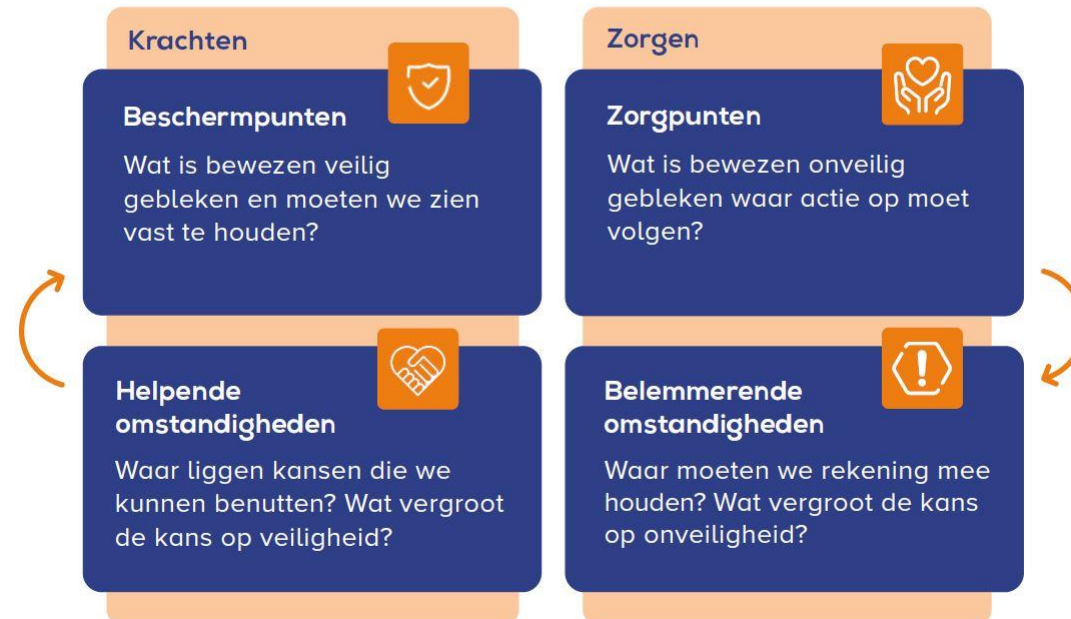 Krachten
Beschermpunten
Wat is bewezen veilig
gebleken en moeten we zien
vast te houden?
Helpende
omstandigheden
Waar liggen kansen die we
kunnen benutten? Wat vergroot
de kans op veiligheid?
Zorgen
Zorgpunten
Wat is bewezen onveilig
gebleken waar actie op moet
volgen?
Belemmerende
omstandigheden
Waar moeten we rekening mee
houden? Wat vergroot de kans
op onveiligheid?